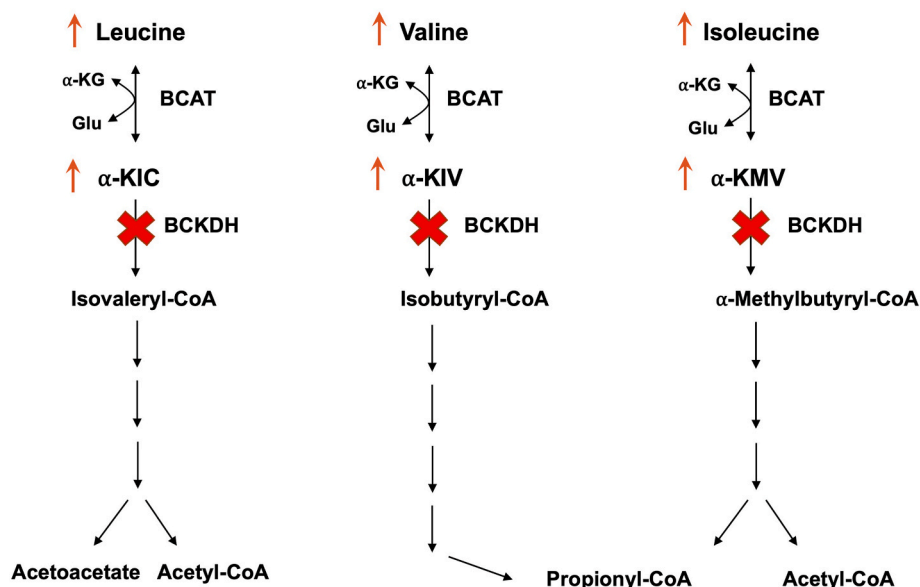 Leucine
Valine
Isoleucine
α-KG
BCAT
Glu
α-KG
BCAT
Glu
α-KG
BCAT
Glu
α-KIC
α-KIV
α-KMV
BCKDH
BCKDH
BCKDH
Isovaleryl-CoA
Isobutyryl-CoA
α-Methylbutyryl-CoA
Acetoacetate
Acetyl-CoA
Propionyl-CoA
Acetyl-CoA